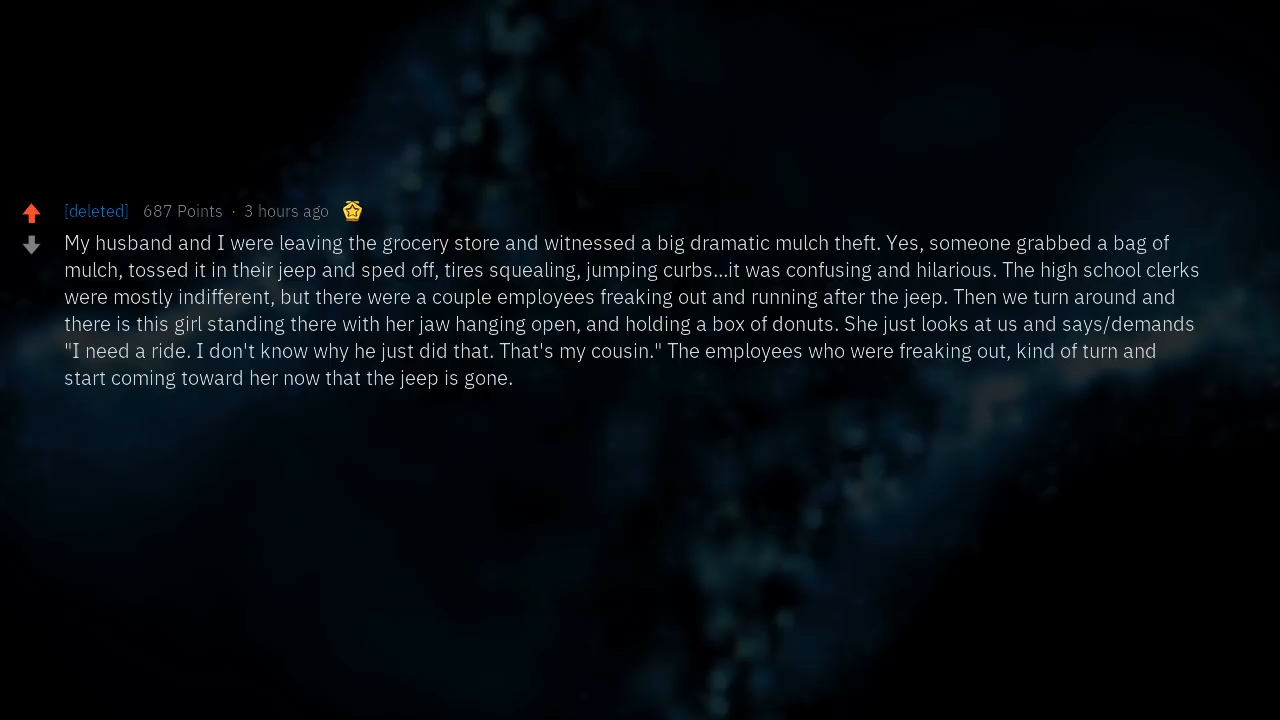 [deleted] 687 Points · 3 hours ago
My husband and I were leaving the grocery store and witnessed a big dramatic mulch theft. Yes, someone grabbed a bag of
mulch, tossed it in their jeep and sped off, tires squealing, jumping curbs...it was confusing and hilarious. The high school clerks
were mostly indifferent, but there were a couple employees freaking out and running after the jeep. Then we turn around and
there is this girl standing there with her jaw hanging open, and holding a box of donuts. She just looks at us and says/demands
"I need a ride. I don't know why he just did that. That's my cousin." The employees who were freaking out, kind of turn and
start coming toward her now that the jeep is gone.